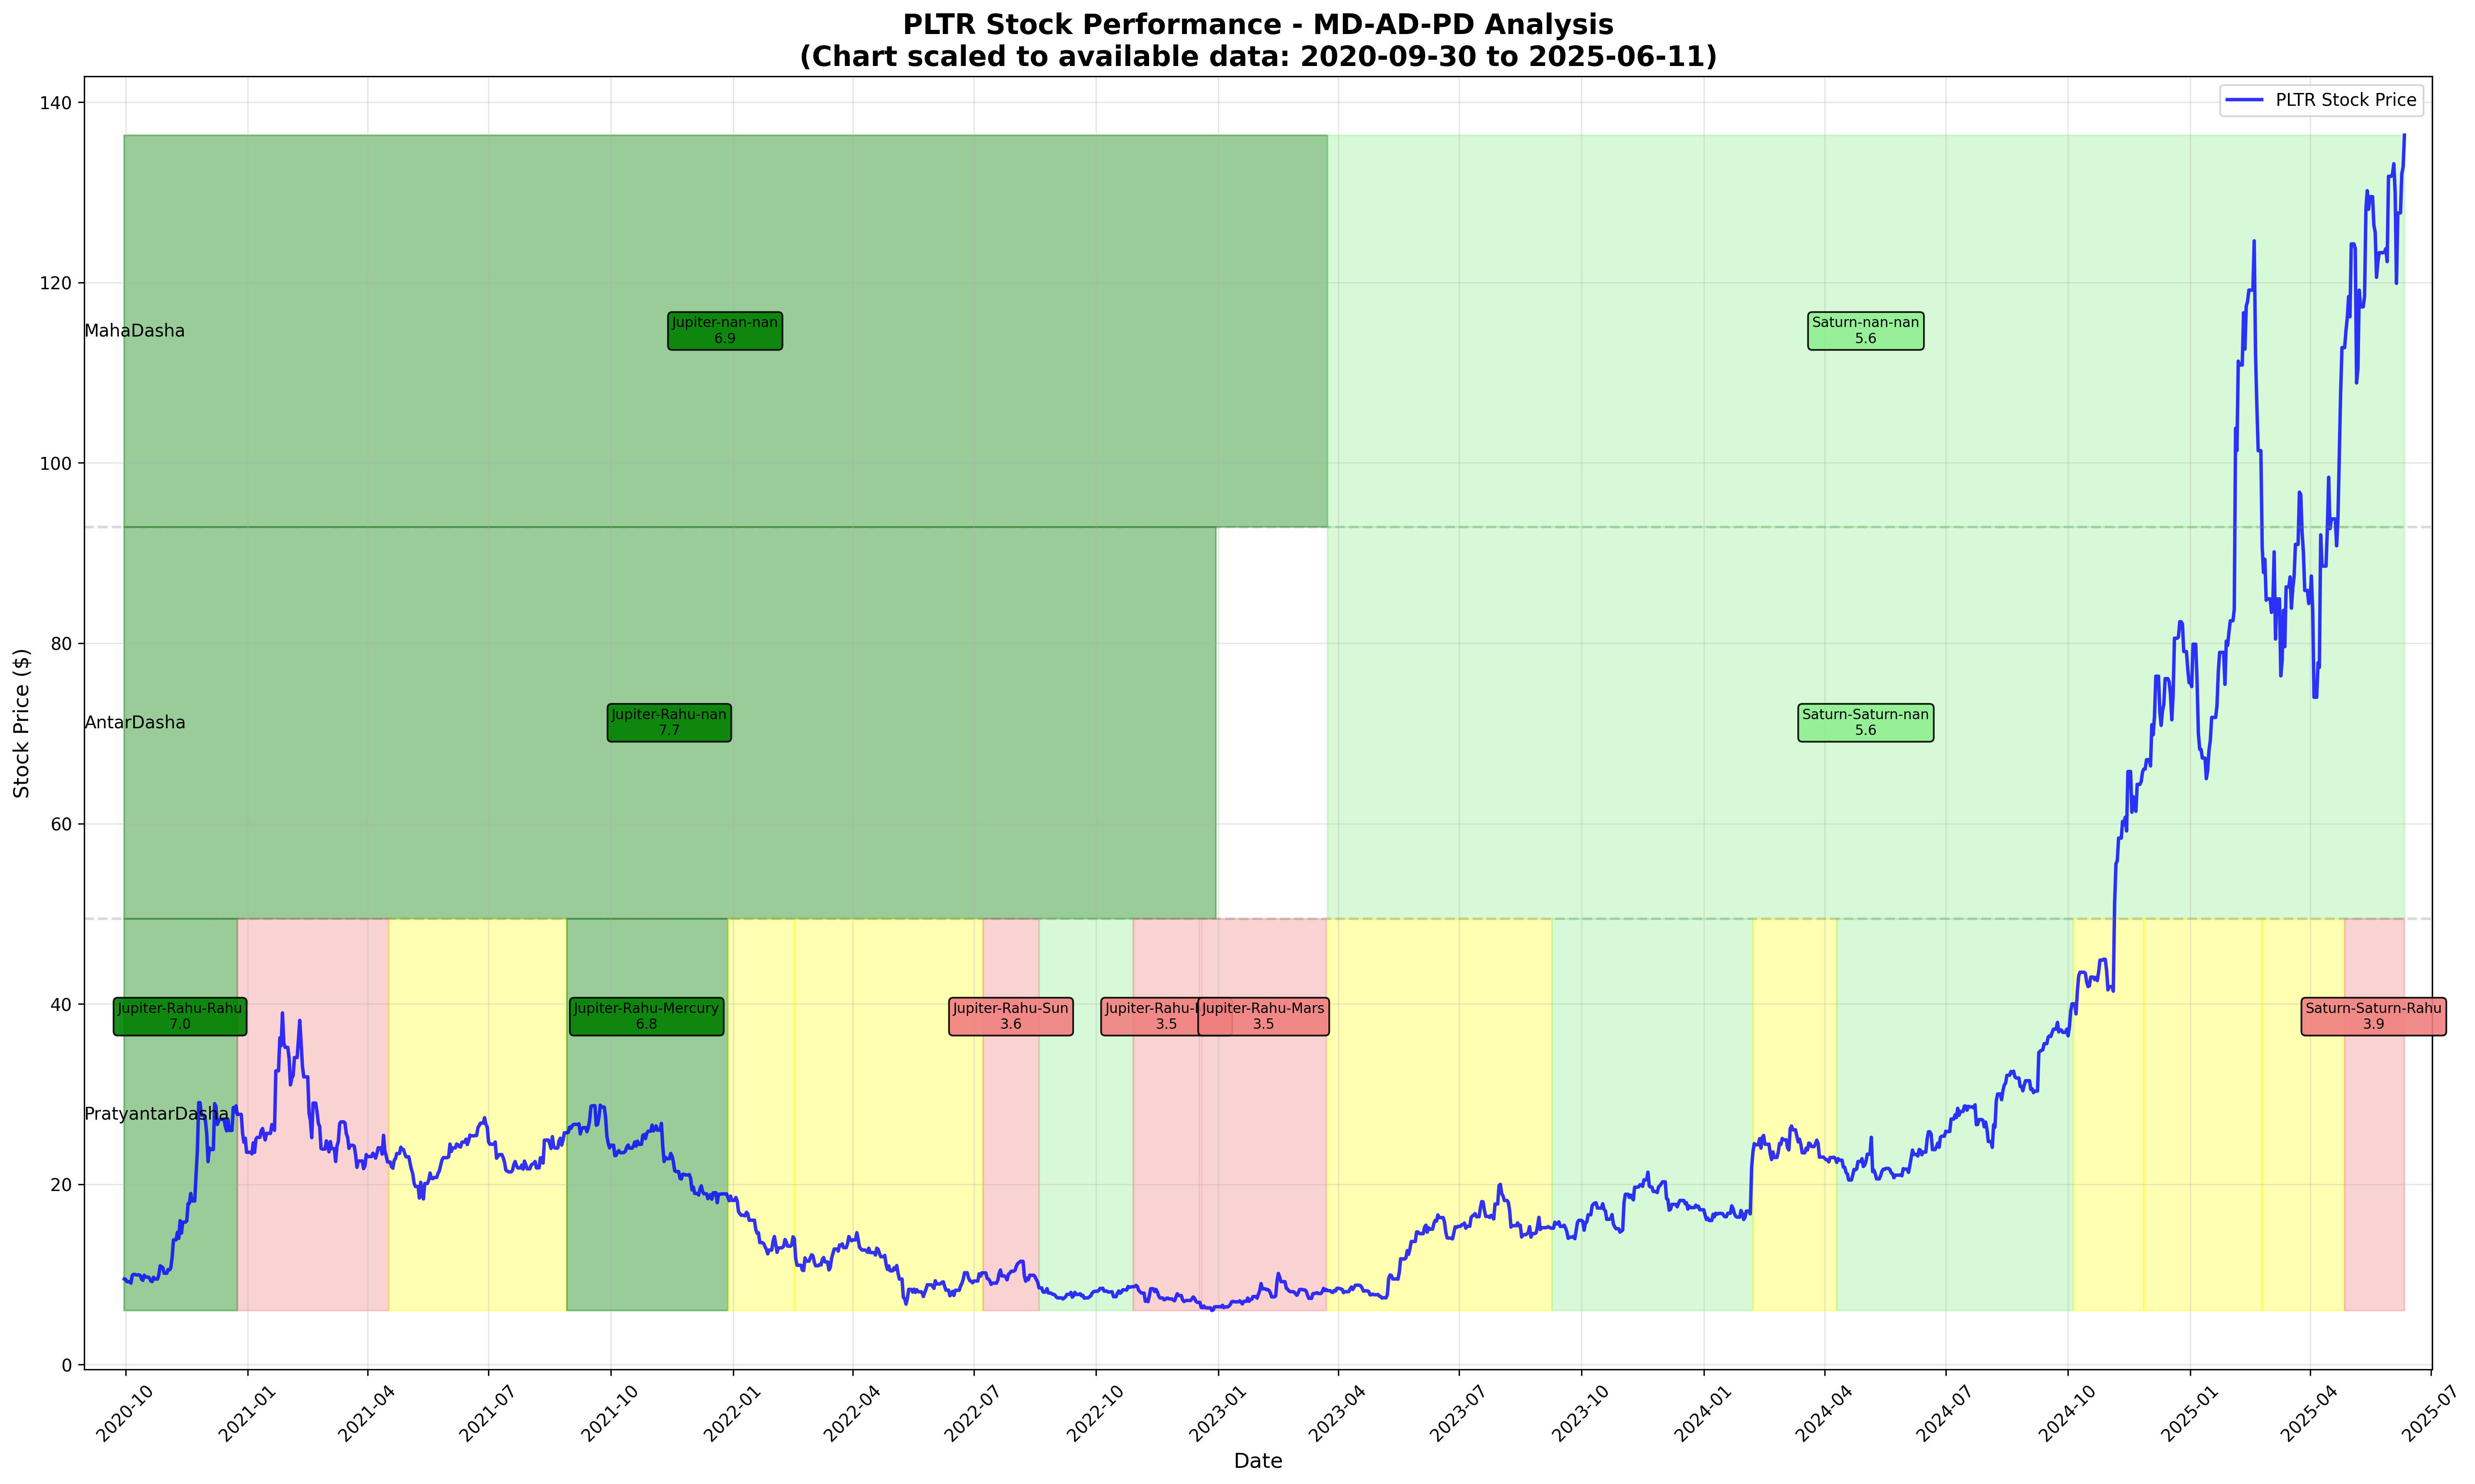 PLTR Stock Performance - MD-AD-PD Analysis
(Chart scaled to available data: 2020-09-30 to 2025-06-11)
PLTR Stock Price
Stock Price ($)
140
120
100
80
60
40
20
0
MahaDasha
Jupiter-nan-nan
6.9
Saturn-nan-nan
5.6
AntarDasha
Jupiter-Rahu-nan
7.7
Saturn-Saturn-nan
5.6
Jupiter-Rahu-Rahu
7.0
Jupiter-Rahu-Mercury
6.8
Jupiter-Rahu-Sun
3.6
Jupiter-Rahu-
3.5
Jupiter-Rahu-Mars
3.5
Saturn-Saturn-Rahu
3.9
PratyantarDasha
2020-10
2021-01
2021-04
2021-07
2021-10
2022-01
2022-04
2022-07
2022-10
2023-01
2023-04
2023-07
2023-10
2024-01
2024-04
2024-07
2024-10
2025-01
2025-04
2025-07
Date